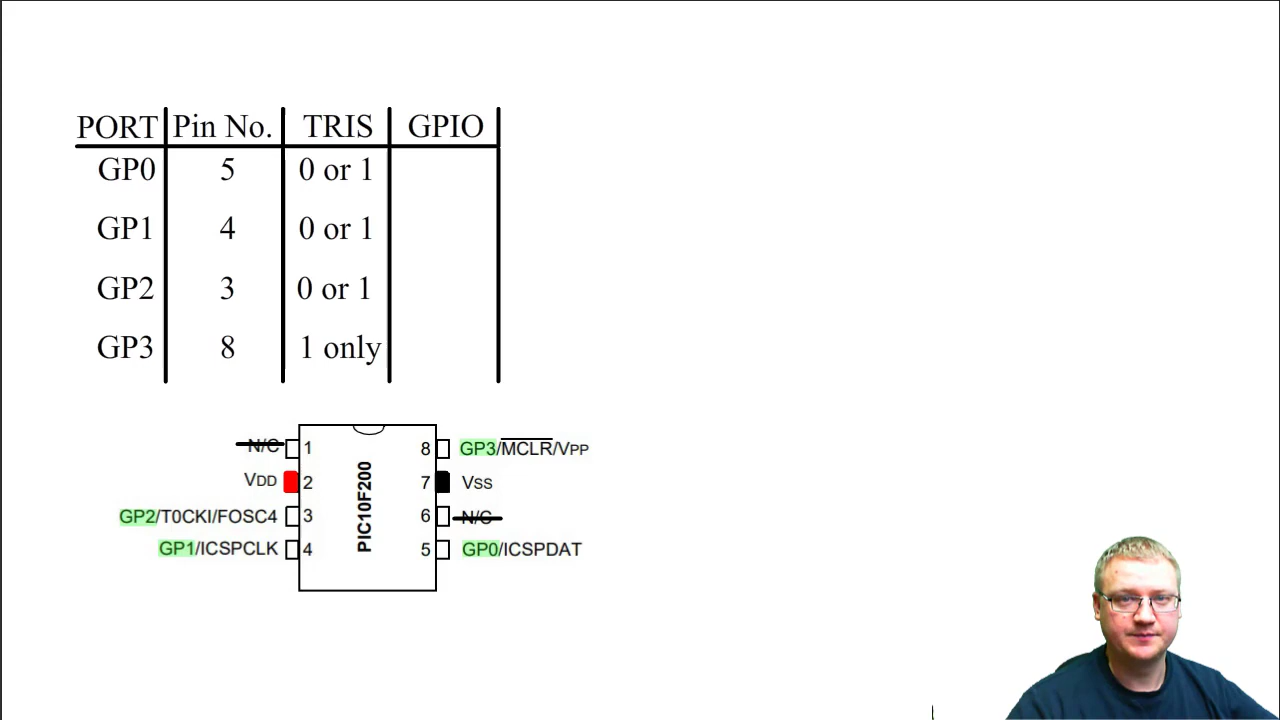 PORT Pin No. TRIS GPIO
GP0 5 0 or 1
GP1 4 0 or 1
GP2 3 0 or 1
GP3 8 1 only
N/C 1 8 GP3/MCLR/VPP
VDD 2 7 VSS
GP2/T0CKI/FOSC4 3 6 N/C
GP1/ICSPCLK 4 5 GP0/ICSPDAT
PIC10F200